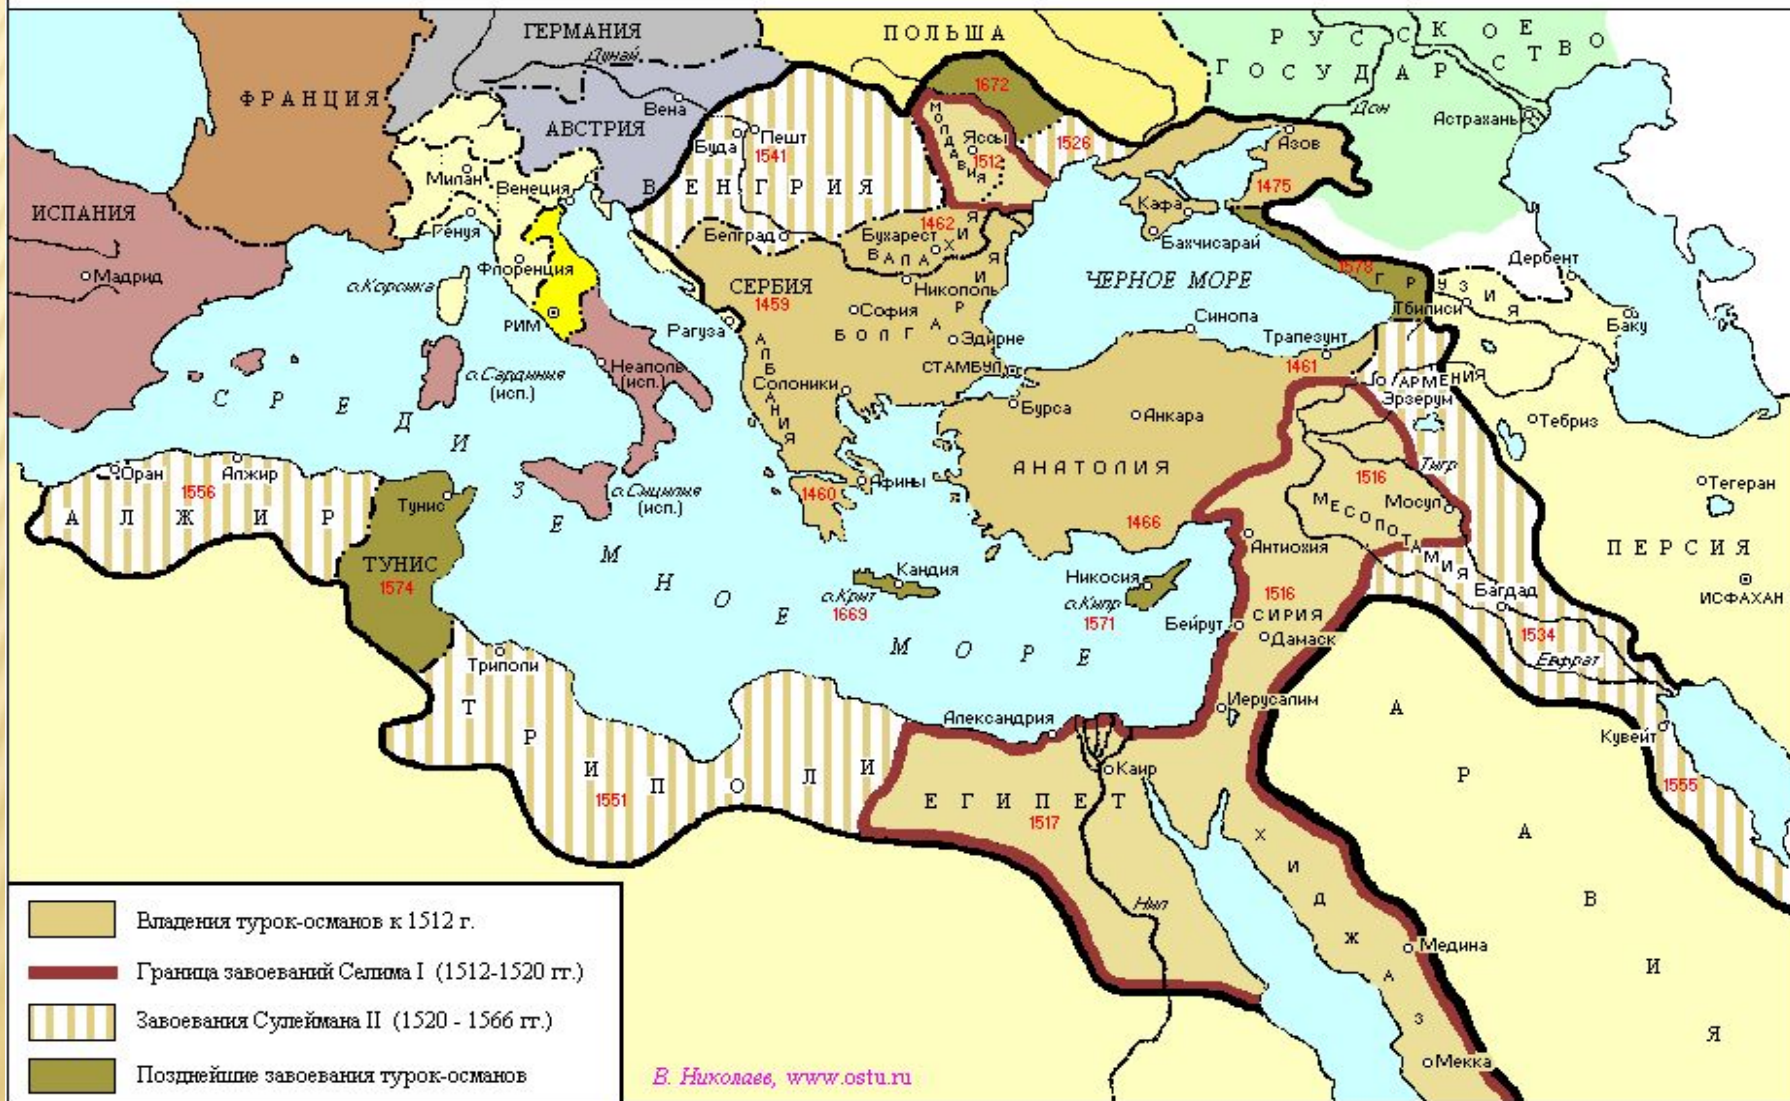 ГЕРМАНИЯ
Дунай
ПОЛЬША
РУССКОЕ
ГОСУДАРСТВО
ФРАНЦИЯ
Вена
АВСТРИЯ
1672
Дон
Астрахань
Буда
Пешт
1541
МОЛДАВИЯ
Яссы
1512
1526
Азов
1475
Милан
Венеция
ВЕНГРИЯ
ИСПАНИЯ
Генуя
Кафа
Бахчисарай
Белград
1462
Бухарест
ВАЛАХИЯ
Мадрид
Флоренция
о.Корсика
СЕРБИЯ
1459
Никополь
ЧЕРНОЕ МОРЕ
1578
ГРУЗИЯ
Дербент
Тбилиси
Баку
РИМ
Рагуза
София
БОЛГАРИЯ
Эдирне
Синопа
Трапезунт
1461
СТАМБУЛ
АЛБАНИЯ
Солоники
Неаполь
(исп.)
о.Сардиния
(исп.)
Бурса
Анкара
АРМЕНИЯ
Эрзерум
Тебриз
СРЕДИЗЕМНОЕ МОРЕ
АНАТОЛИЯ
Тигр
1516
Мосул
МЕСОПОТАМИЯ
Тегеран
Оран
Алжир
1556
АЛЖИР
Тунис
о.Сицилия
(исп.)
1460
Афины
1466
Антиохия
ПЕРСИЯ
ИСФАХАН
ТУНИС
1574
Кандия
о.Крит
1669
Никосия
о.Кипр
1571
1516
СИРИЯ
Бейрут
Дамаск
Багдад
1534
Евфрат
Триполи
ТРИПОЛИ
1551
Александрия
Иерусалим
Кувейт
1555
Каир
ЕГИПЕТ
1517
АРАВИЯ
ХИДЖАЗ
Нил
Медина
Мекка
Владения турок-османов к 1512 г.
Граница завоеваний Селима I (1512-1520 гг.)
Завоевания Сулеймана II (1520 - 1566 гг.)
Позднейшие завоевания турок-османов
В. Николаев, www.ostu.ru